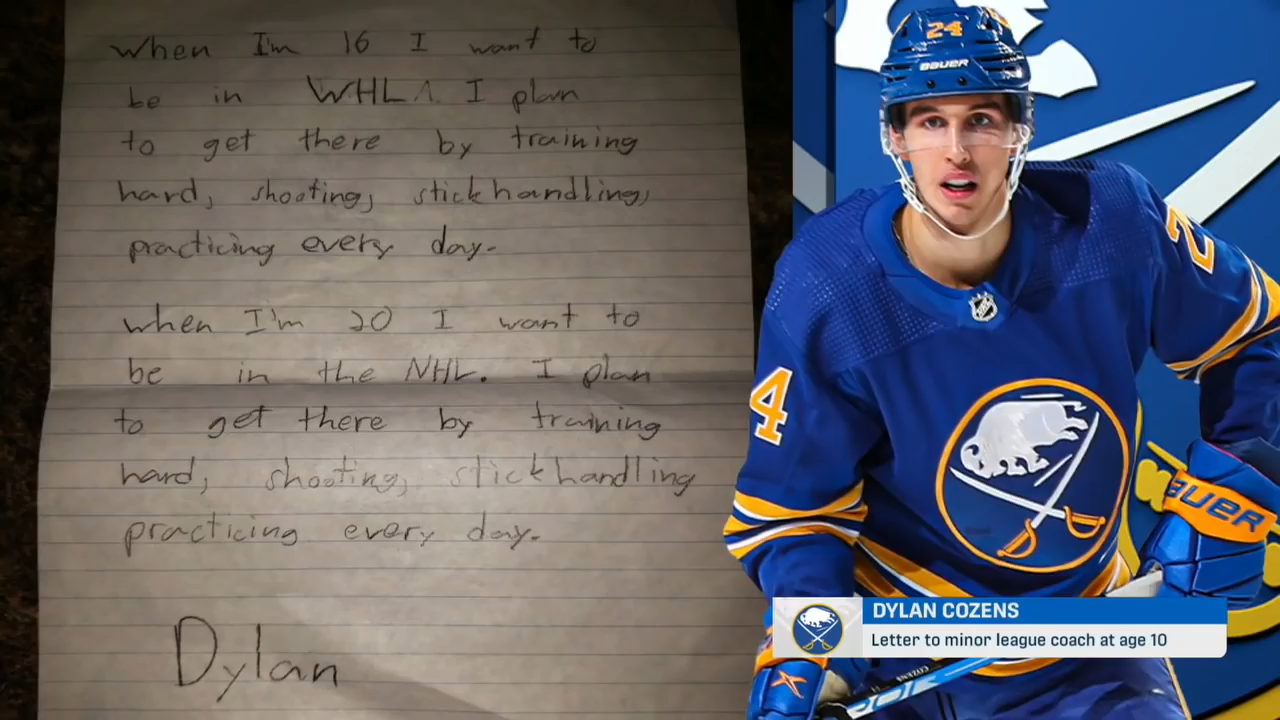 when I'm 16 I want to
be in WHL. I plan
to get there by training
hard, shooting, stickhandling,
practicing every day.
when I'm 20 I want to
be in the NHL. I plan
to get there by training
hard, shooting, stickhandling
practicing every day.
Dylan
24
BAUER
24
4
BAUER
DYLAN COZENS
Letter to minor league coach at age 10
COZENS